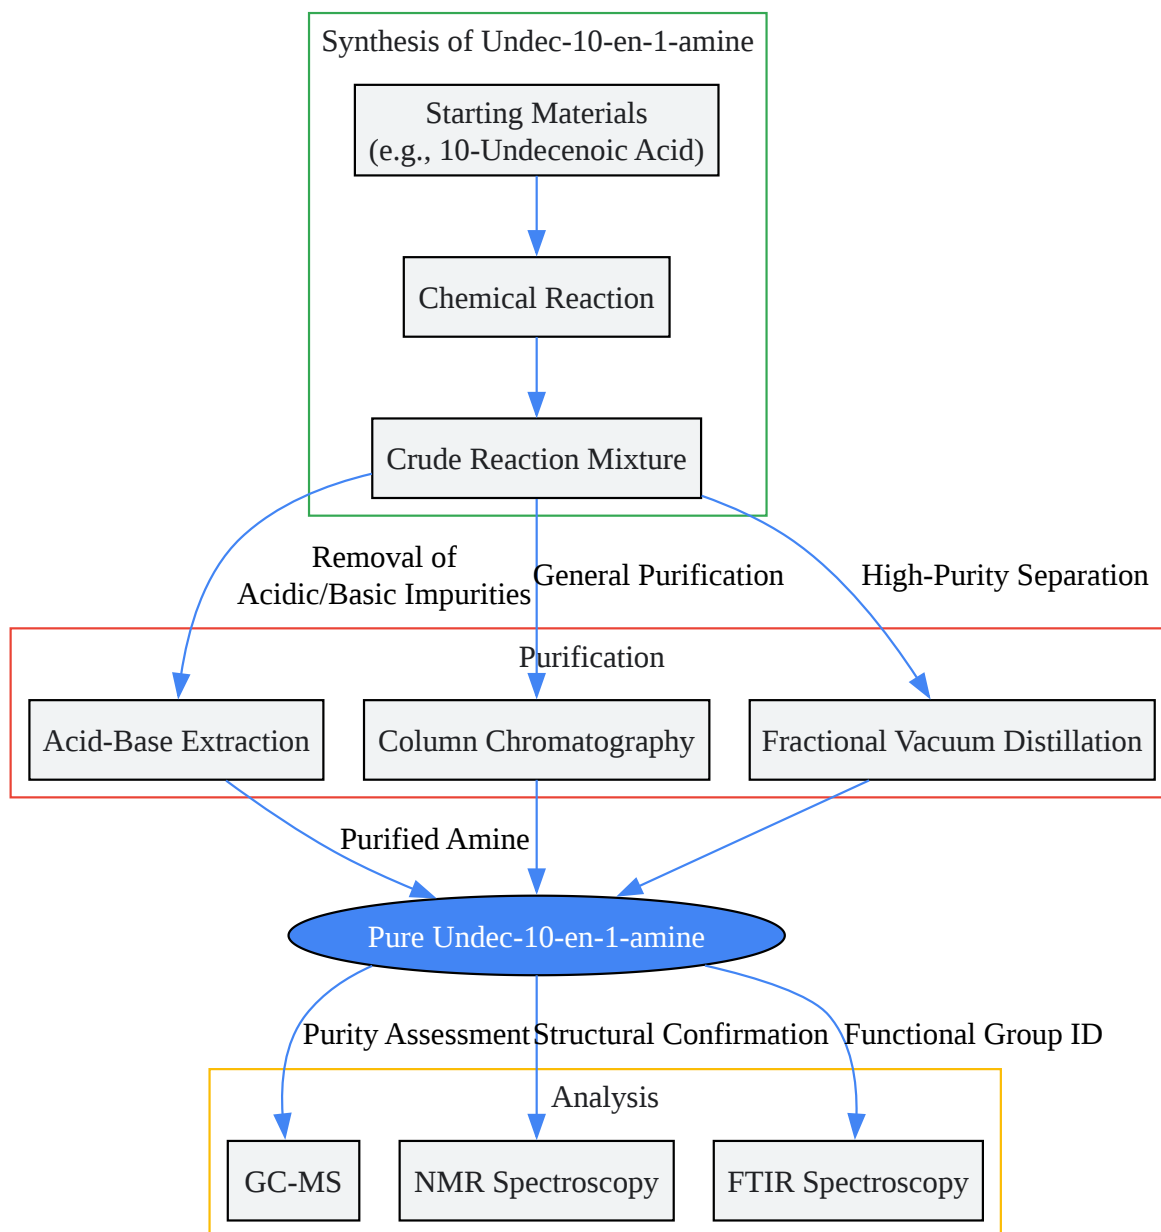 Synthesis of Undec-10-en-1-amine
Starting Materials
(e.g., 10-Undecenoic Acid)
Chemical Reaction
Crude Reaction Mixture
Removal of
Acidic/Basic Impurities
General Purification
High-Purity Separation
Purification
Acid-Base Extraction
Column Chromatography
Fractional Vacuum Distillation
Purified Amine
Pure Undec-10-en-1-amine
Purity Assessment
Structural Confirmation
Functional Group ID
Analysis
GC-MS
NMR Spectroscopy
FTIR Spectroscopy